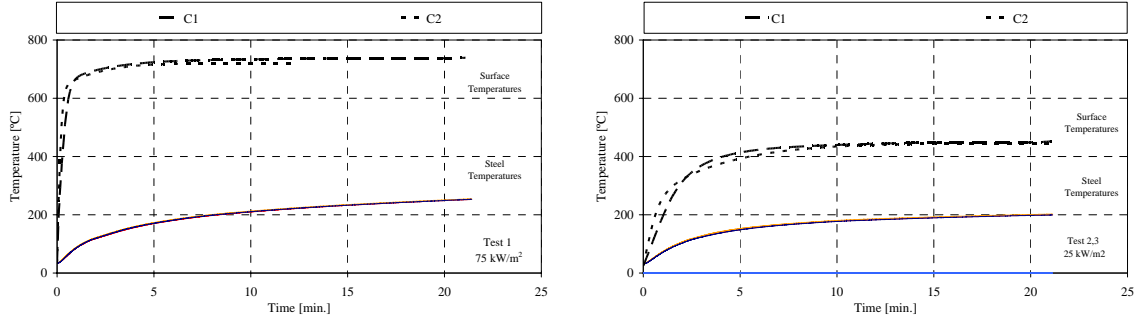 C1 C2
800
600
400
200
0
0 5 10 15 20 25
Temperature [ºC]
Time [min.]
Surface
Temperatures
Steel
Temperatures
Test 1
75 kW/m²
C1 C2
800
600
400
200
0
0 5 10 15 20 25
Temperature [ºC]
Time [min.]
Surface
Temperatures
Steel
Temperatures
Test 2,3
25 kW/m2